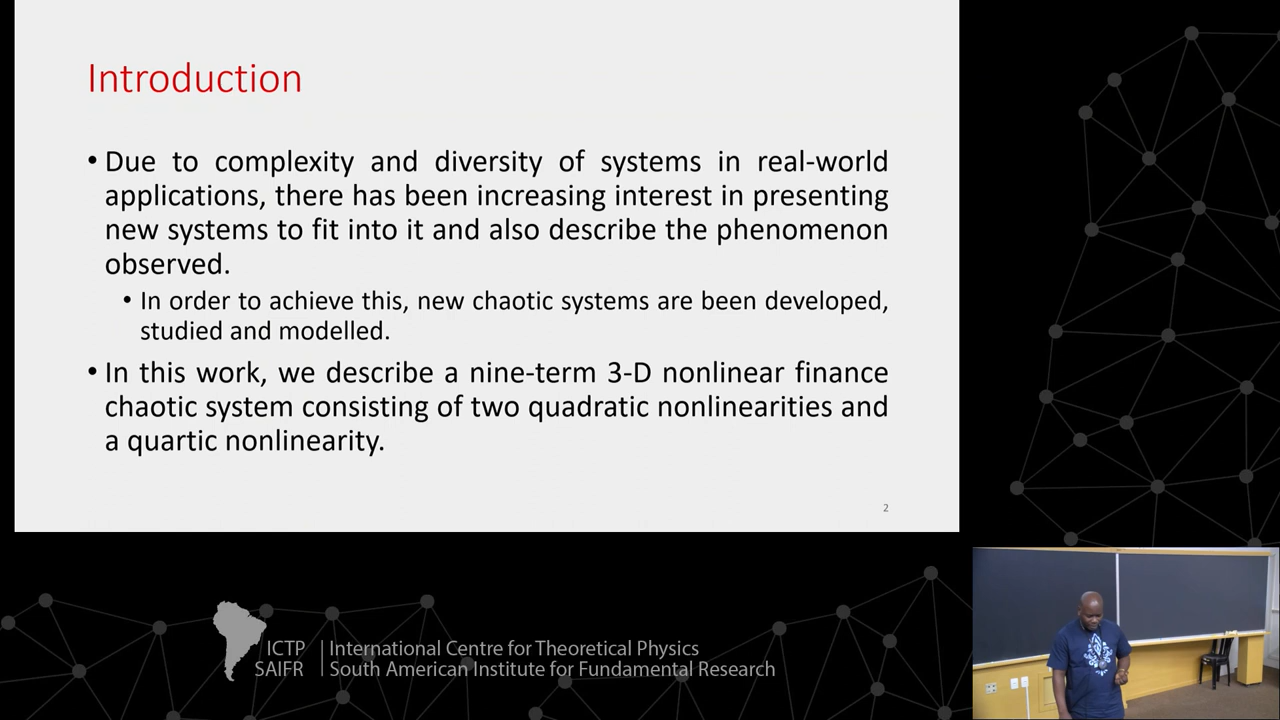 Introduction
• Due to complexity and diversity of systems in real-world
applications, there has been increasing interest in presenting
new systems to fit into it and also describe the phenomenon
observed.
• In order to achieve this, new chaotic systems are been developed,
studied and modelled.
• In this work, we describe a nine-term 3-D nonlinear finance
chaotic system consisting of two quadratic nonlinearities and
a quartic nonlinearity.
2
ICTP | International Centre for Theoretical Physics
SAIFR | South American Institute for Fundamental Research